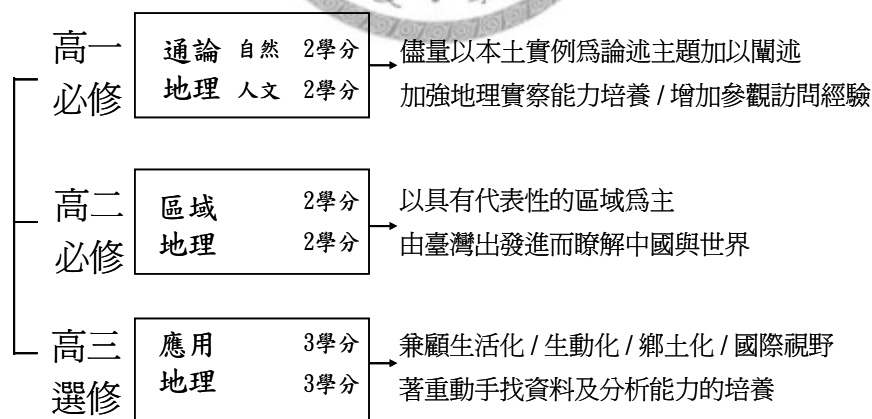 高一
必修
通論 自然 2學分
地理 人文 2學分
儘量以本土實例爲論述主題加以闡述
加強地理實察能力培養 / 增加參觀訪問經驗
高二
必修
區域 2學分
地理 2學分
以具有代表性的區域爲主
由臺灣出發進而瞭解中國與世界
高三
選修
應用 3學分
地理 3學分
兼顧生活化 / 生動化 / 鄉土化 / 國際視野
著重動手找資料及分析能力的培養